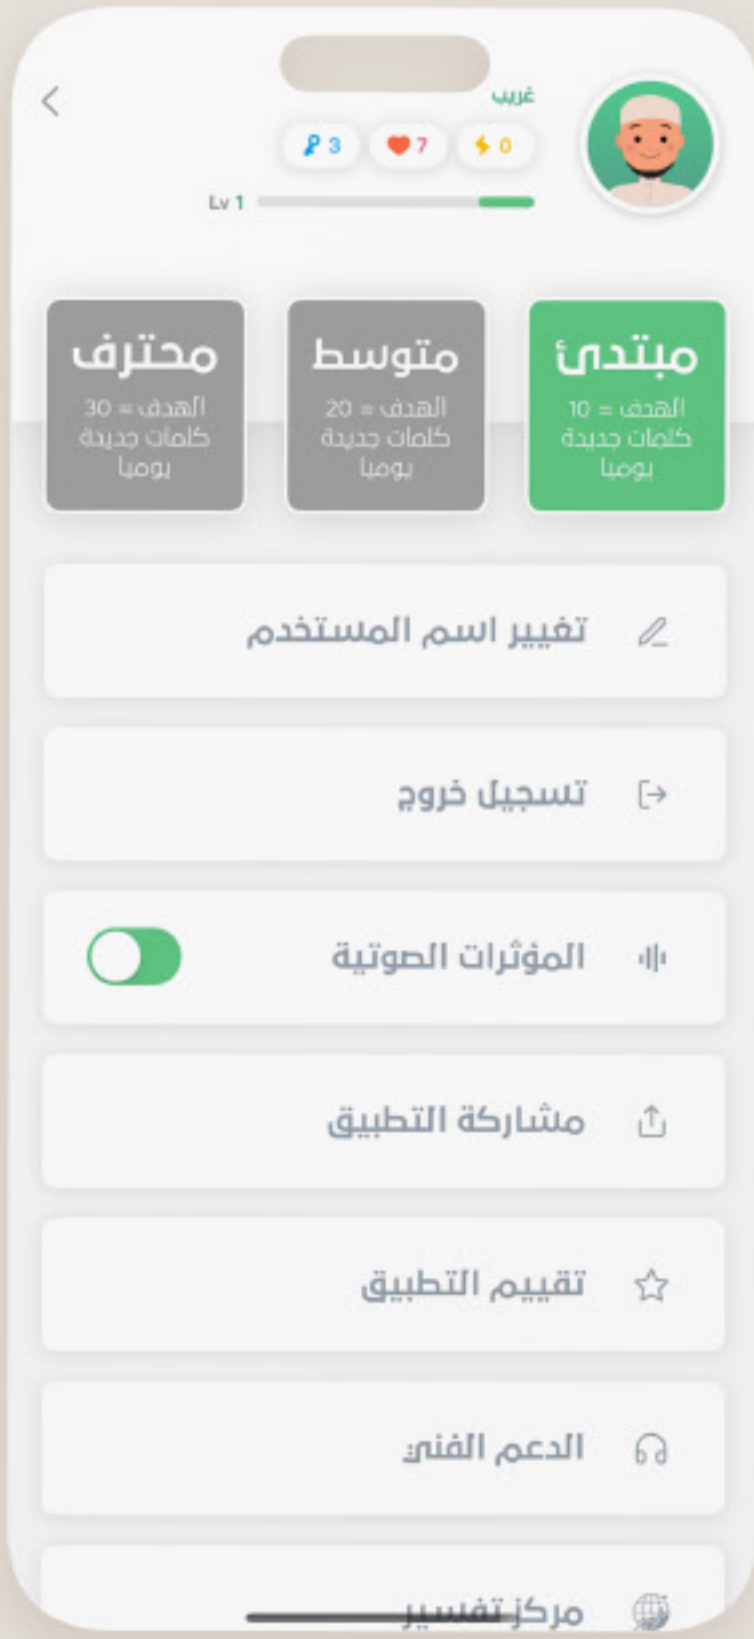 غريب
0
7
3
Lv 1
مبتدئ
الهدف = 10
كلمات جديدة
يوميا
متوسط
الهدف = 20
كلمات جديدة
يوميا
محترف
الهدف = 30
كلمات جديدة
يوميا
تغيير اسم المستخدم
تسجيل خروج
المؤثرات الصوتية
مشاركة التطبيق
تقييم التطبيق
الدعم الفني
مركز تفسير